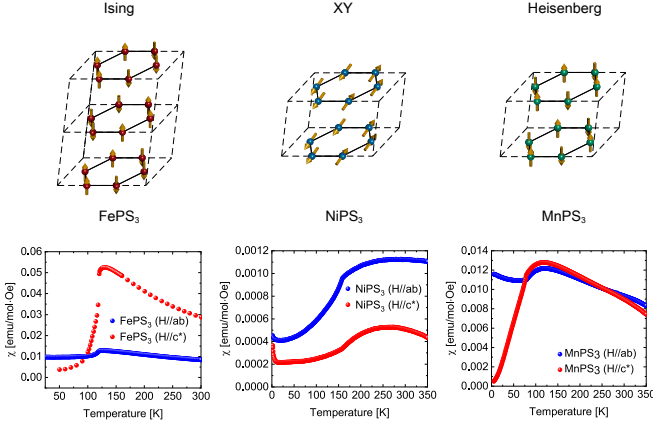 Ising XY Heisenberg
FePS₃ NiPS₃ MnPS₃
χ [emu/mol-Oe]
0.06
0.05
0.04
0.03
0.02
0.01
0.00
FePS₃ (H//ab)
FePS₃ (H//c*)
50 100 150 200 250 300
Temperature [K]
χ [emu/mol-Oe]
0.0012
0.0010
0.0008
0.0006
0.0004
0.0002
0.0000
NiPS₃ (H//ab)
NiPS₃ (H//c*)
0 50 100 150 200 250 300 350
Temperature [K]
χ [emu/mol-Oe]
0.014
0.012
0.010
0.008
0.006
0.004
0.002
0.000
MnPS3 (H//ab)
MnPS3 (H//c*)
0 50 100 150 200 250 300 350
Temperature [K]